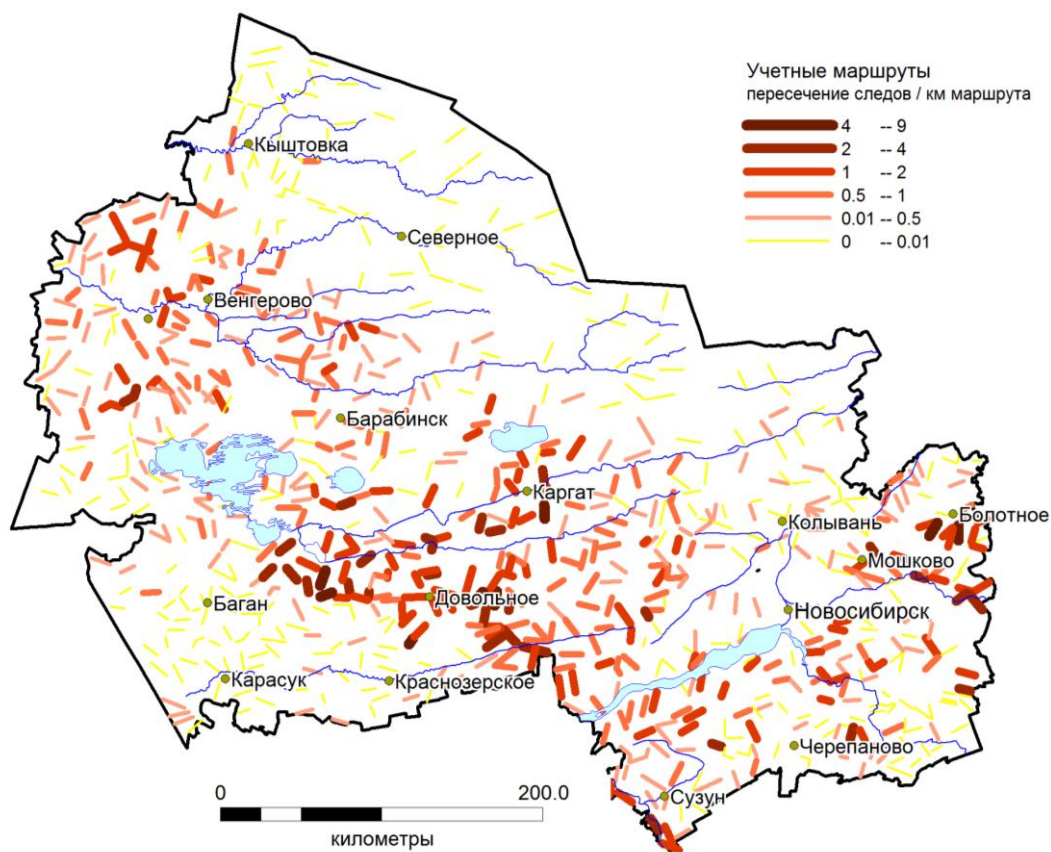 Учетные маршруты
пересечение следов / км маршрута
4 -- 9
2 -- 4
1 -- 2
0.5 -- 1
0.01 -- 0.5
0 -- 0.01
Кыштовка
Северное
Венгерово
Барабинск
Каргат
Колывань
Болотное
Мошково
Довольное
Баган
Новосибирск
Карасук
Краснозерское
Черепаново
Сузун
0 200.0
километры